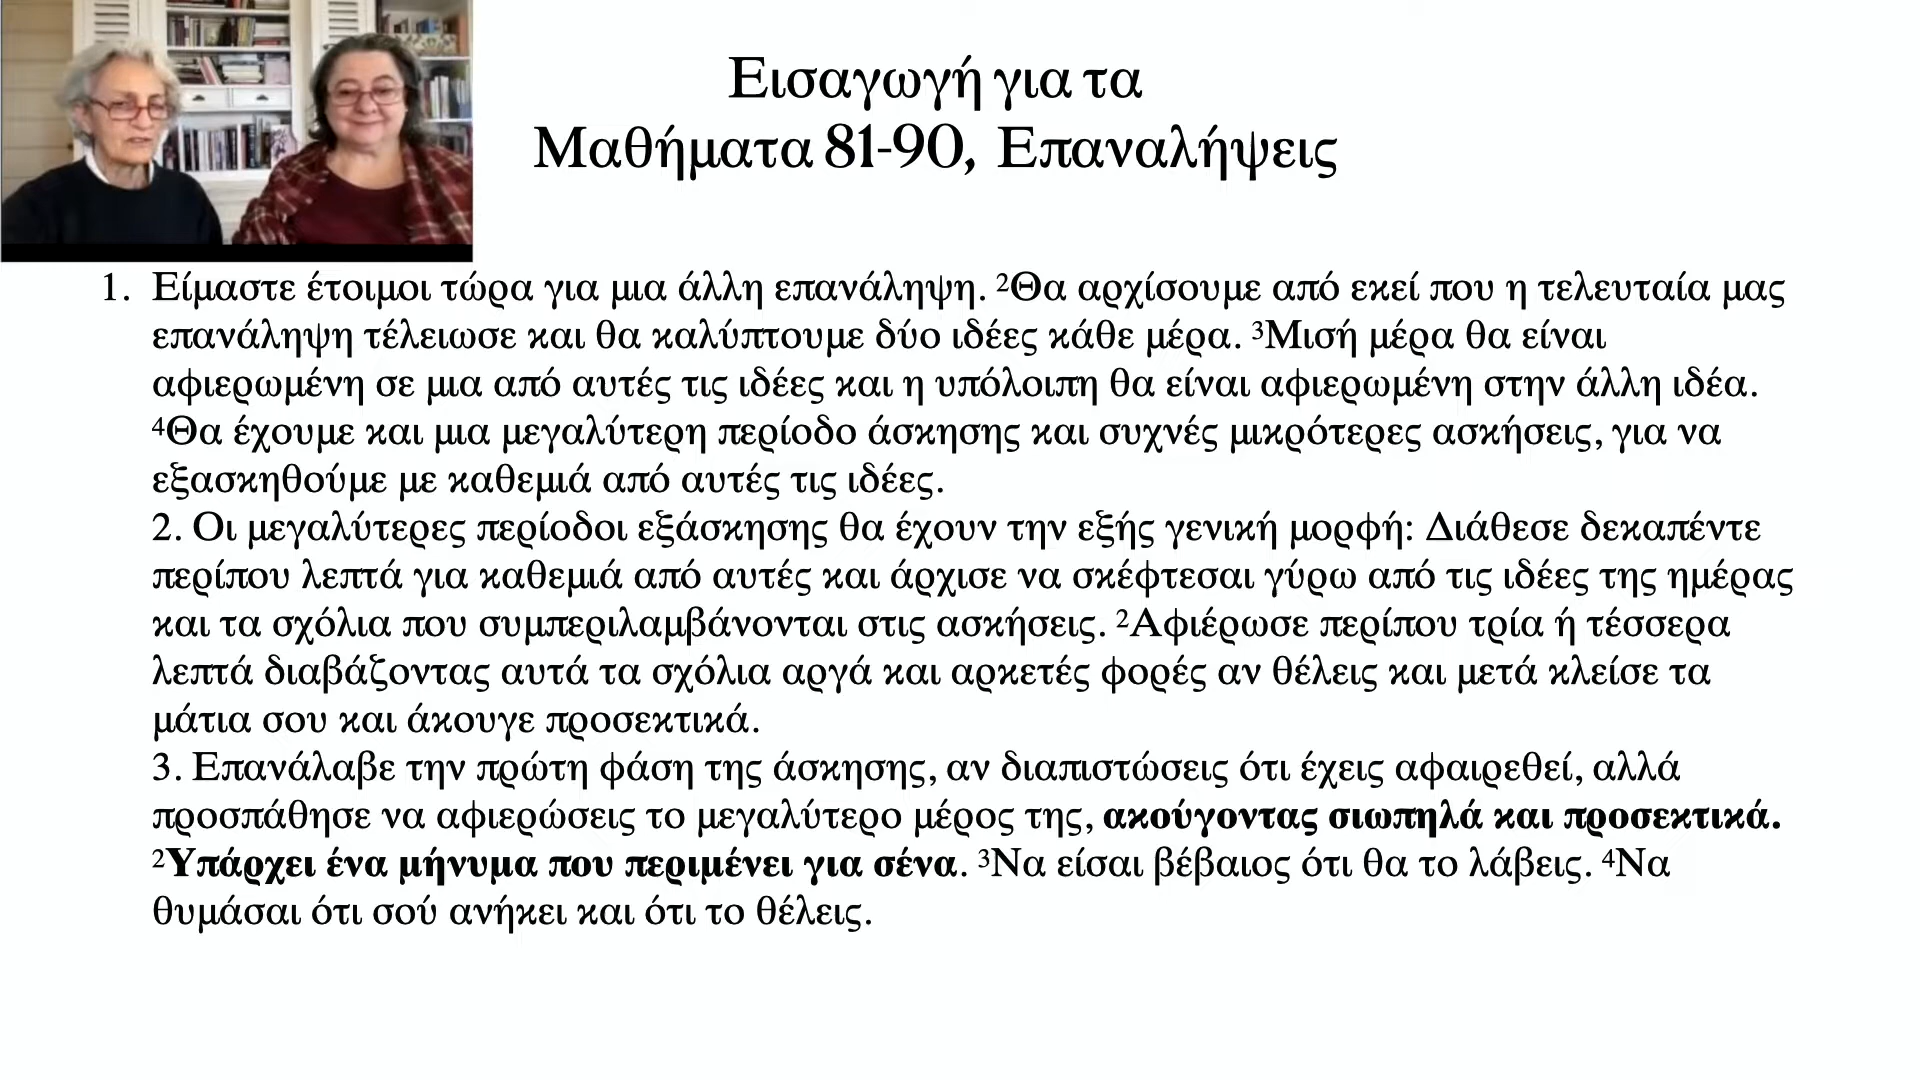 Εισαγωγή για τα
Μαθήματα 81-90, Επαναλήψεις
1. Είμαστε έτοιμοι τώρα για μια άλλη επανάληψη. ²Θα αρχίσουμε από εκεί που η τελευταία μας
επανάληψη τέλειωσε και θα καλύπτουμε δύο ιδέες κάθε μέρα. ³Μισή μέρα θα είναι
αφιερωμένη σε μια από αυτές τις ιδέες και η υπόλοιπη θα είναι αφιερωμένη στην άλλη ιδέα.
⁴Θα έχουμε και μια μεγαλύτερη περίοδο άσκησης και συχνές μικρότερες ασκήσεις, για να
εξασκηθούμε με καθεμιά από αυτές τις ιδέες.
2. Οι μεγαλύτερες περίοδοι εξάσκησης θα έχουν την εξής γενική μορφή: Διάθεσε δεκαπέντε
περίπου λεπτά για καθεμιά από αυτές και άρχισε να σκέφτεσαι γύρω από τις ιδέες της ημέρας
και τα σχόλια που συμπεριλαμβάνονται στις ασκήσεις. ²Αφιέρωσε περίπου τρία ή τέσσερα
λεπτά διαβάζοντας αυτά τα σχόλια αργά και αρκετές φορές αν θέλεις και μετά κλείσε τα
μάτια σου και άκουγε προσεκτικά.
3. Επανάλαβε την πρώτη φάση της άσκησης, αν διαπιστώσεις ότι έχεις αφαιρεθεί, αλλά
προσπάθησε να αφιερώσεις το μεγαλύτερο μέρος της, ακούγοντας σιωπηλά και προσεκτικά.
²Υπάρχει ένα μήνυμα που περιμένει για σένα. ³Να είσαι βέβαιος ότι θα το λάβεις. ⁴Να
θυμάσαι ότι σού ανήκει και ότι το θέλεις.